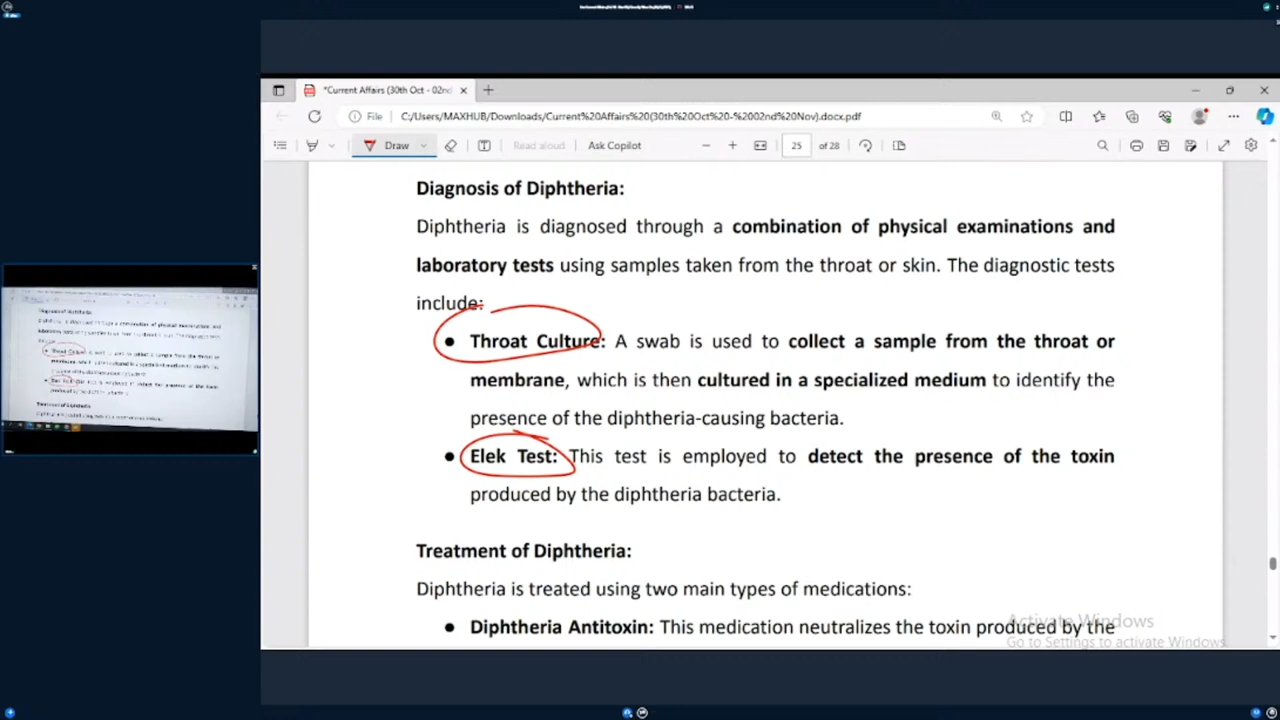 *Current Affairs (30th Oct - 02nd
File
C:/Users/MAXHUB/Downloads/Current%20Affairs%20(30th%20Oct%20-%2002nd%20Nov).docx.pdf
Draw
Read aloud
Ask Copilot
25
of 28
Diagnosis of Diphtheria:
Diphtheria is diagnosed through a combination of physical examinations and
laboratory tests using samples taken from the throat or skin. The diagnostic tests
include:
● Throat Culture: A swab is used to collect a sample from the throat or
membrane, which is then cultured in a specialized medium to identify the
presence of the diphtheria-causing bacteria.
● Elek Test: This test is employed to detect the presence of the toxin
produced by the diphtheria bacteria.
Treatment of Diphtheria:
Diphtheria is treated using two main types of medications:
● Diphtheria Antitoxin: This medication neutralizes the toxin produced by the
Activate Windows
Go to Settings to activate Windows.